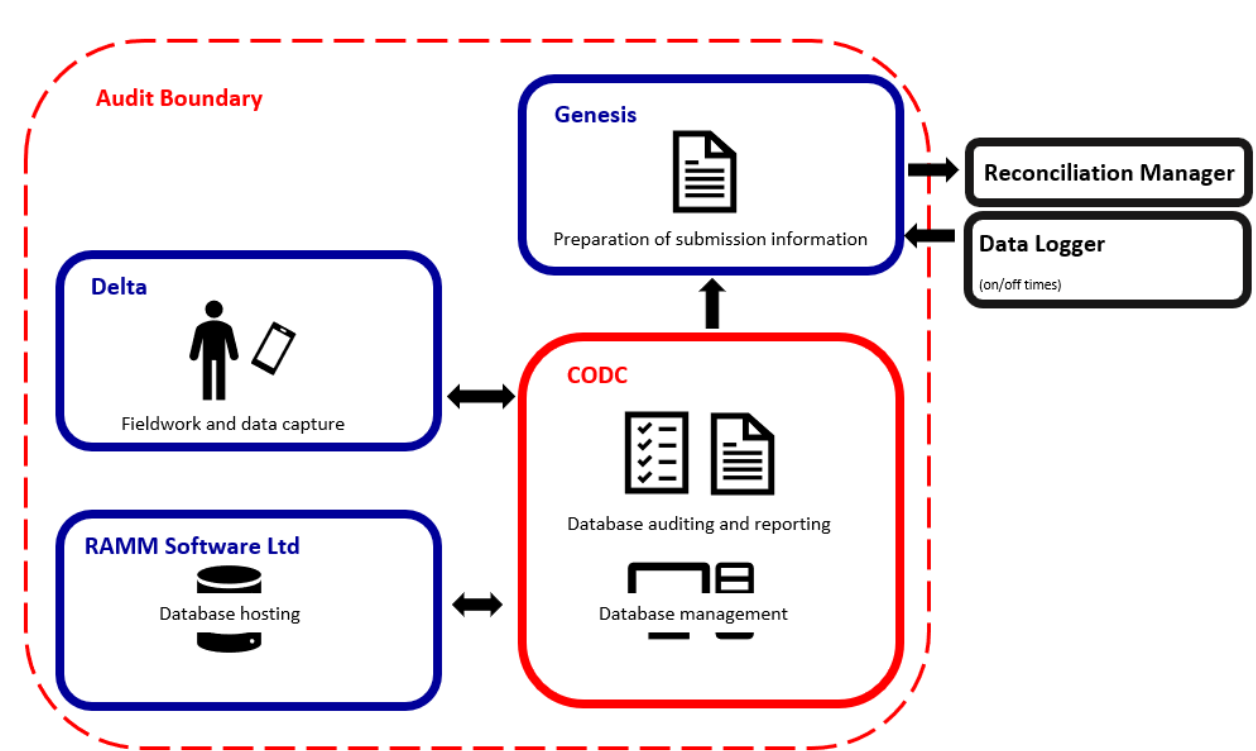 Audit Boundary
Genesis
Preparation of submission information
Reconciliation Manager
Data Logger
(on/off times)
Delta
Fieldwork and data capture
CODC
Database auditing and reporting
Database management
RAMM Software Ltd
Database hosting